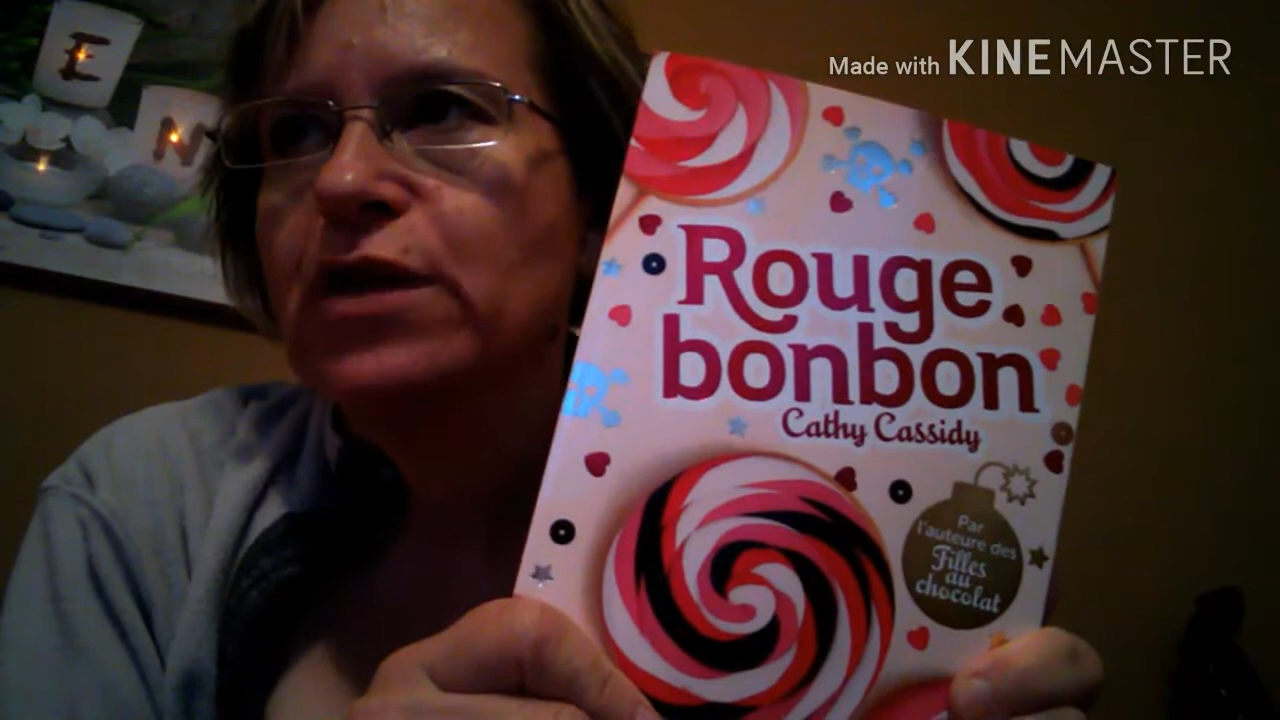 E
N
Made with KINEMASTER
Rouge
bonbon
Cathy Cassidy
Par
l'auteure des
Filles
au
chocolat